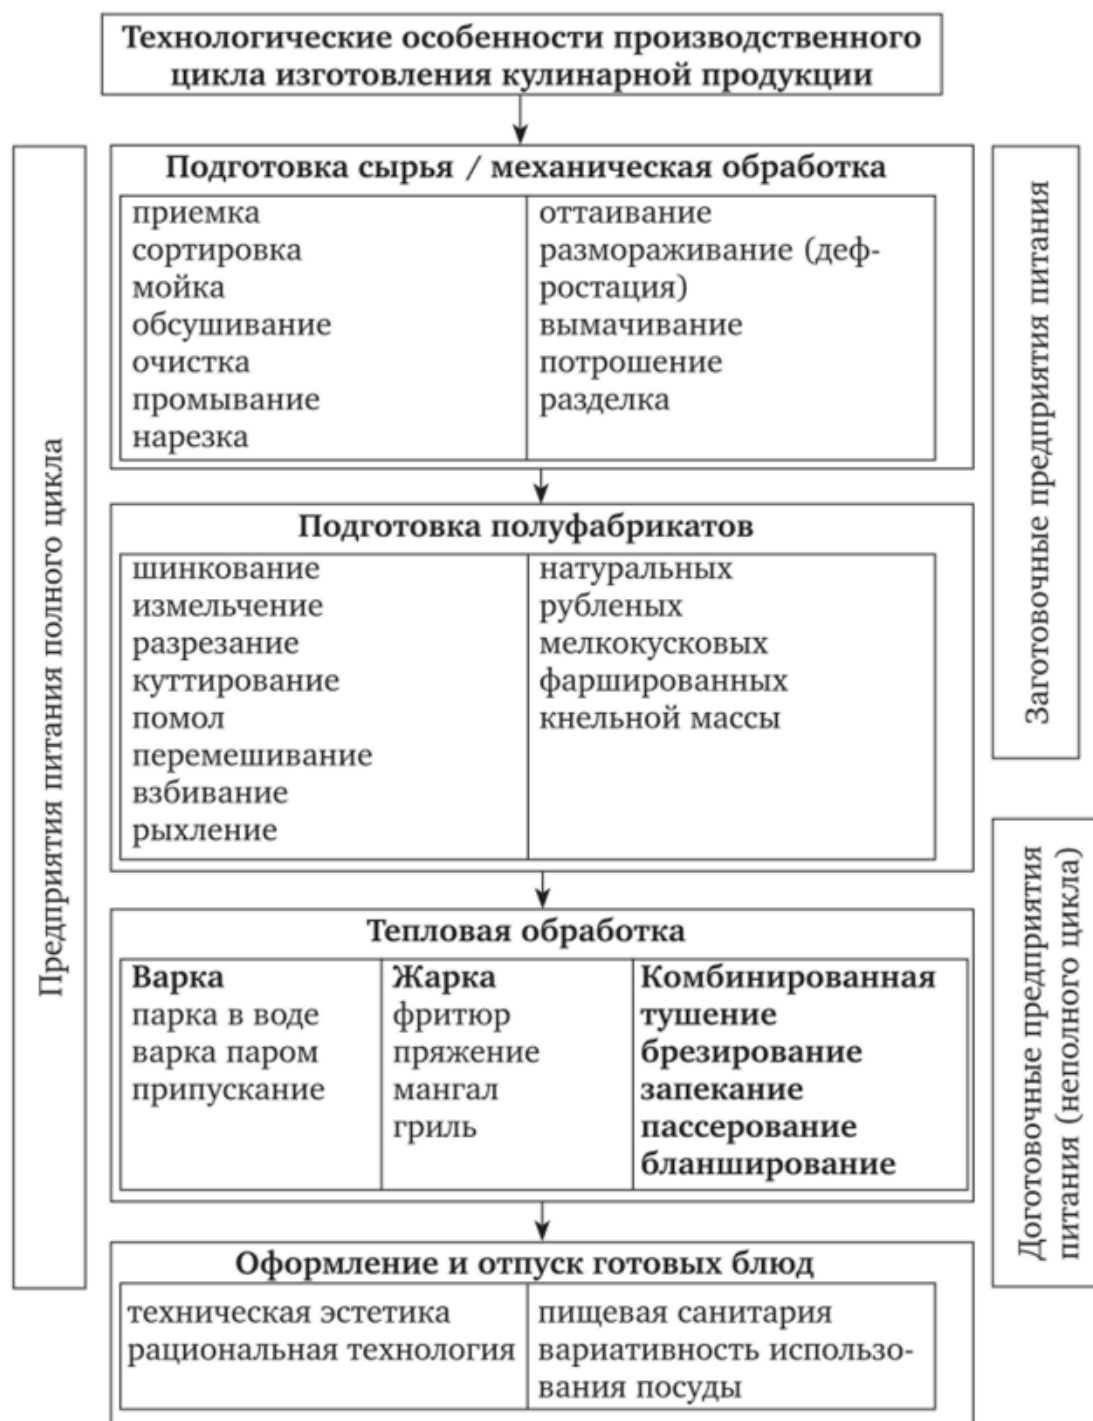 Технологические особенности производственного
цикла изготовления кулинарной продукции
Предприятия питания полного цикла
Подготовка сырья / механическая обработка
приемка
сортировка
мойка
обсушивание
очистка
промывание
нарезка
оттаивание
размораживание (деф-
ростация)
вымачивание
потрошение
разделка
Подготовка полуфабрикатов
шинкование
измельчение
разрезание
куттирование
помол
перемешивание
взбивание
рыхление
натуральных
рубленых
мелкокусковых
фаршированных
кнельной массы
Тепловая обработка
Варка
парка в воде
варка паром
припускание
Жарка
фритюр
пряжение
мангал
гриль
Комбинированная
тушение
брезирование
запекание
пассерование
бланширование
Оформление и отпуск готовых блюд
техническая эстетика
рациональная технология
пищевая санитария
вариативность использо-
вания посуды
Заготовочные предприятия питания
Доготовочные предприятия
питания (неполного цикла)